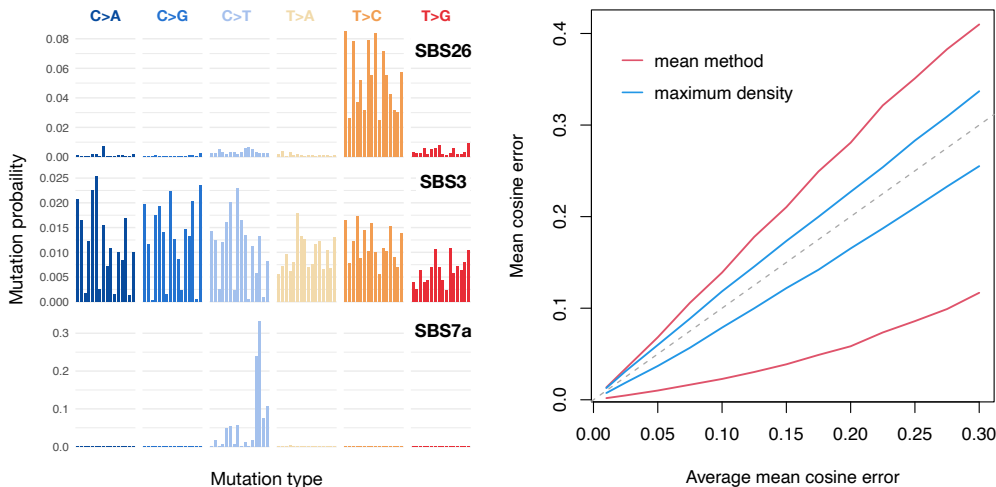 C>A C>G C>T T>A T>C T>G
SBS26
0.08
0.06
0.04
0.02
0.00
SBS3
0.025
0.020
0.015
0.010
0.005
0.000
SBS7a
0.3
0.2
0.1
0.0
Mutation probaility
Mutation type
mean method
maximum density
0.4
0.3
0.2
0.1
0.0
Mean cosine error
0.00 0.05 0.10 0.15 0.20 0.25 0.30
Average mean cosine error